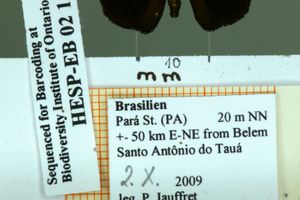 Sequenced for Barcoding at
Biodiversity Institute of Ontario
HESP-EB 02 1
10
mm
Brasilien
Pará St. (PA) 20 m NN
+- 50 km E-NE from Belem
Santo Antônio do Tauá
2. X. 2009
leg. P. Jauffret